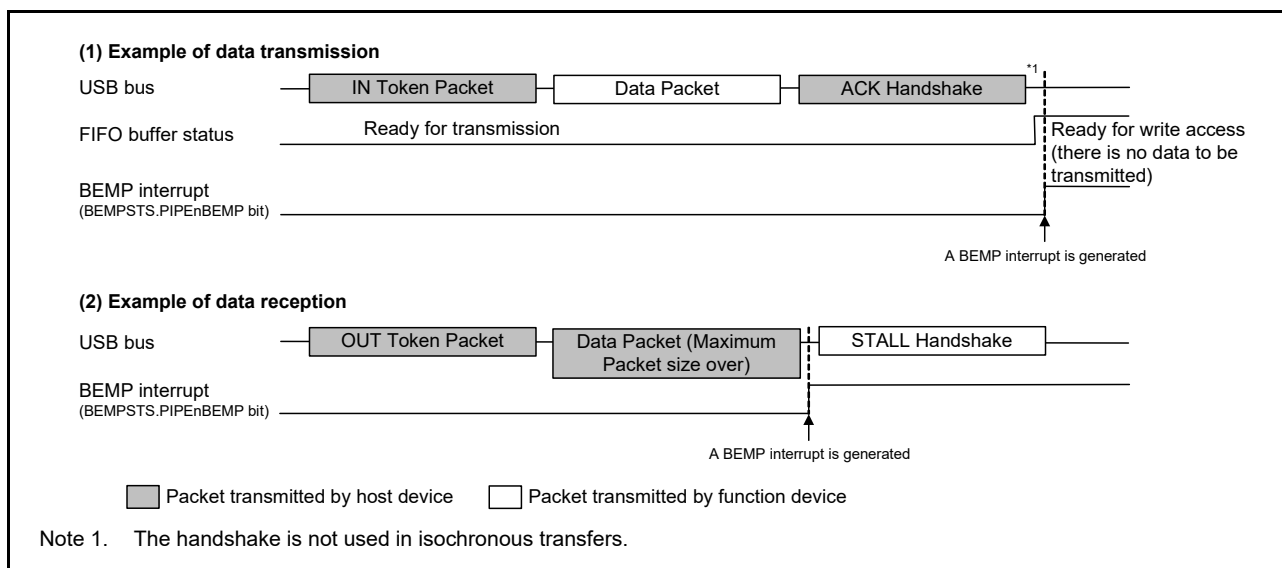 (1) Example of data transmission
USB bus
IN Token Packet
Data Packet
ACK Handshake
*1
FIFO buffer status
Ready for transmission
Ready for write access
(there is no data to be
transmitted)
BEMP interrupt
(BEMPSTS.PIPEnBEMP bit)
A BEMP interrupt is generated
(2) Example of data reception
USB bus
OUT Token Packet
Data Packet (Maximum
Packet size over)
STALL Handshake
BEMP interrupt
(BEMPSTS.PIPEnBEMP bit)
A BEMP interrupt is generated
Packet transmitted by host device
Packet transmitted by function device
Note 1. The handshake is not used in isochronous transfers.